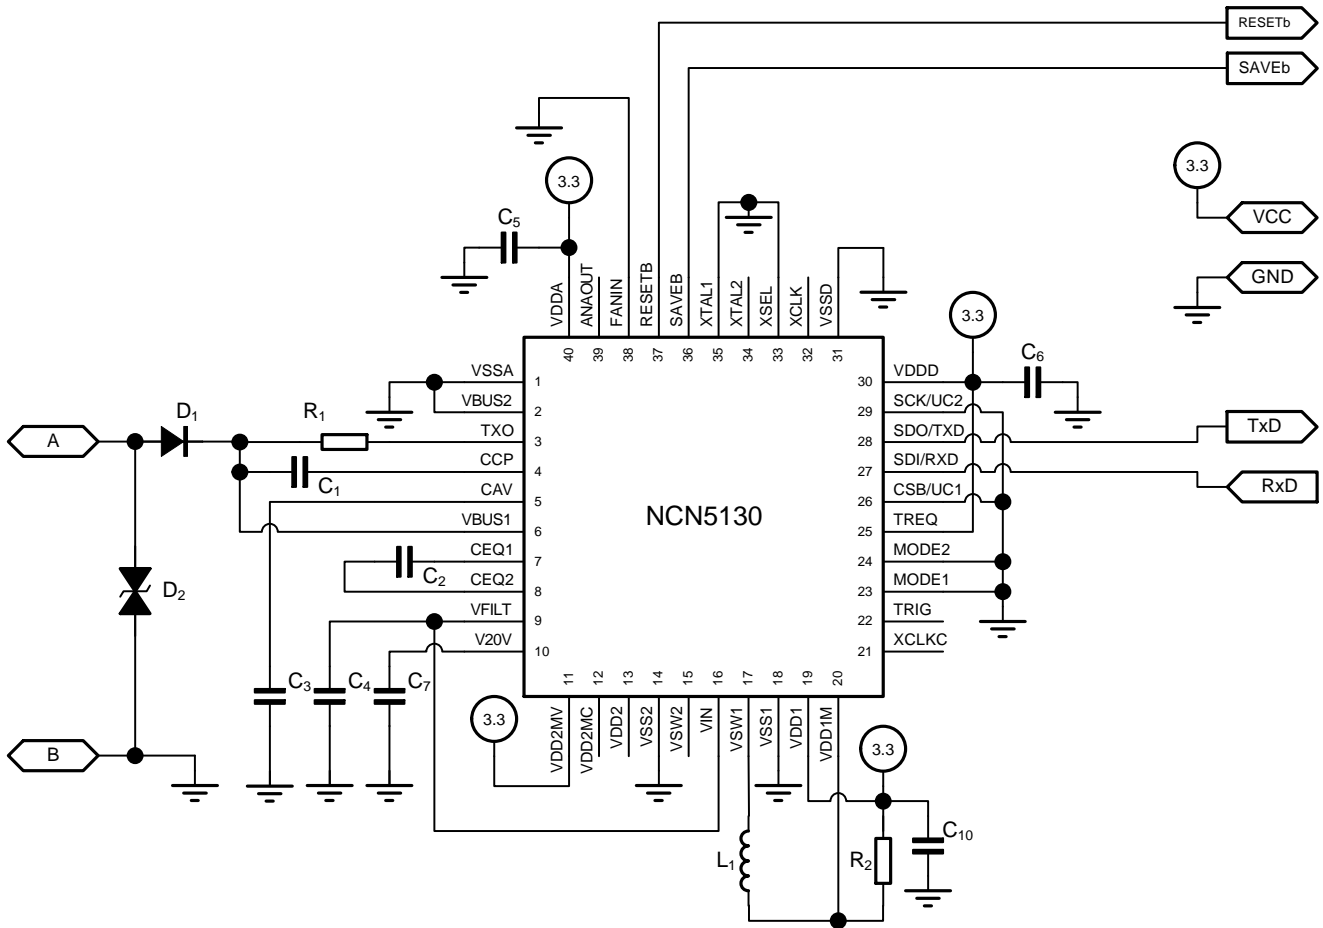 RESETb
SAVEb
3.3
3.3
VCC
GND
C5
VDDA
ANAOUT
FANIN
RESETB
SAVEB
XTAL1
XTAL2
XSEL
XCLK
VSSD
40
39
38
37
36
35
34
33
32
31
3.3
C6
VSSA 1
VBUS2 2
TXO 3
CCP 4
CAV 5
VBUS1 6
CEQ1 7
CEQ2 8
VFILT 9
V20V 10
30 VDDD
29 SCK/UC2
28 SDO/TXD
27 SDI/RXD
26 CSB/UC1
25 TREQ
24 MODE2
23 MODE1
22 TRIG
21 XCLKC
NCN5130
TxD
RxD
A
D1
R1
C1
C2
D2
B
C3
C4
C7
11
12
13
14
15
16
17
18
19
20
VDD2MV
VDD2MC
VDD2
VSS2
VSW2
VIN
VSW1
VSS1
VDD1
VDD1M
3.3
3.3
L1
R2
C10